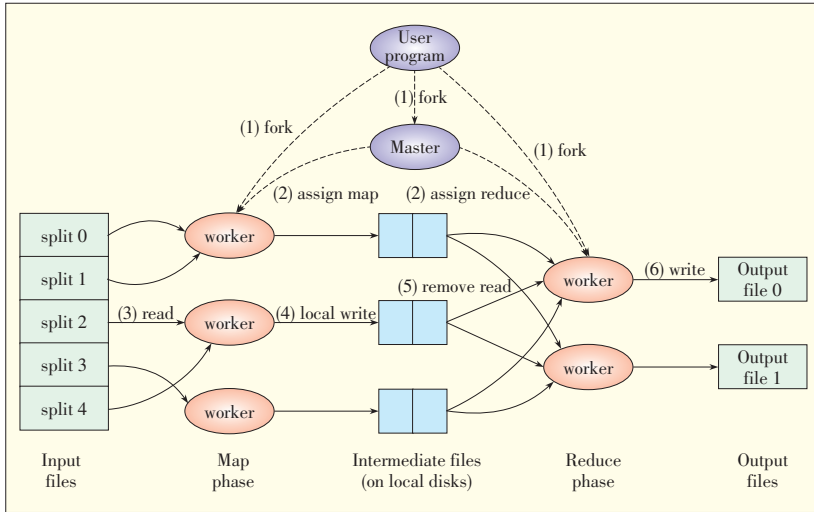 User
program
(1) fork
(1) fork
(1) fork
Master
(2) assign map
(2) assign reduce
split 0
split 1
split 2
split 3
split 4
worker
worker
worker
(3) read
(4) local write
(5) remove read
worker
worker
(6) write
Output
file 0
Output
file 1
Input
files
Map
phase
Intermediate files
(on local disks)
Reduce
phase
Output
files